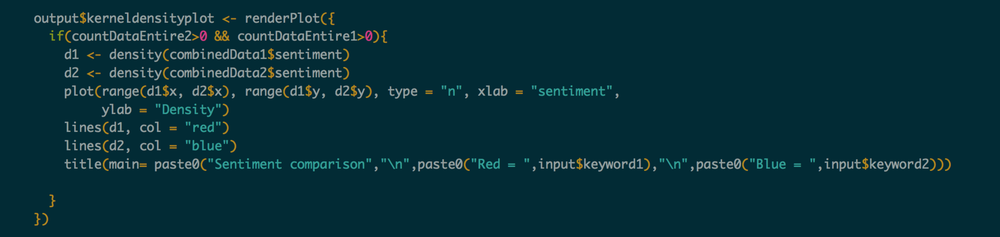 output$kerneldensityplot <- renderPlot({
  if(countDataEntire2>0 && countDataEntire1>0){
    d1 <- density(combinedData1$sentiment)
    d2 <- density(combinedData2$sentiment)
    plot(range(d1$x, d2$x), range(d1$y, d2$y), type = "n", xlab = "sentiment",
         ylab = "Density")
    lines(d1, col = "red")
    lines(d2, col = "blue")
    title(main= paste0("Sentiment comparison","\n",paste0("Red = ",input$keyword1),"\n",paste0("Blue = ",input$keyword2)))
  }
})